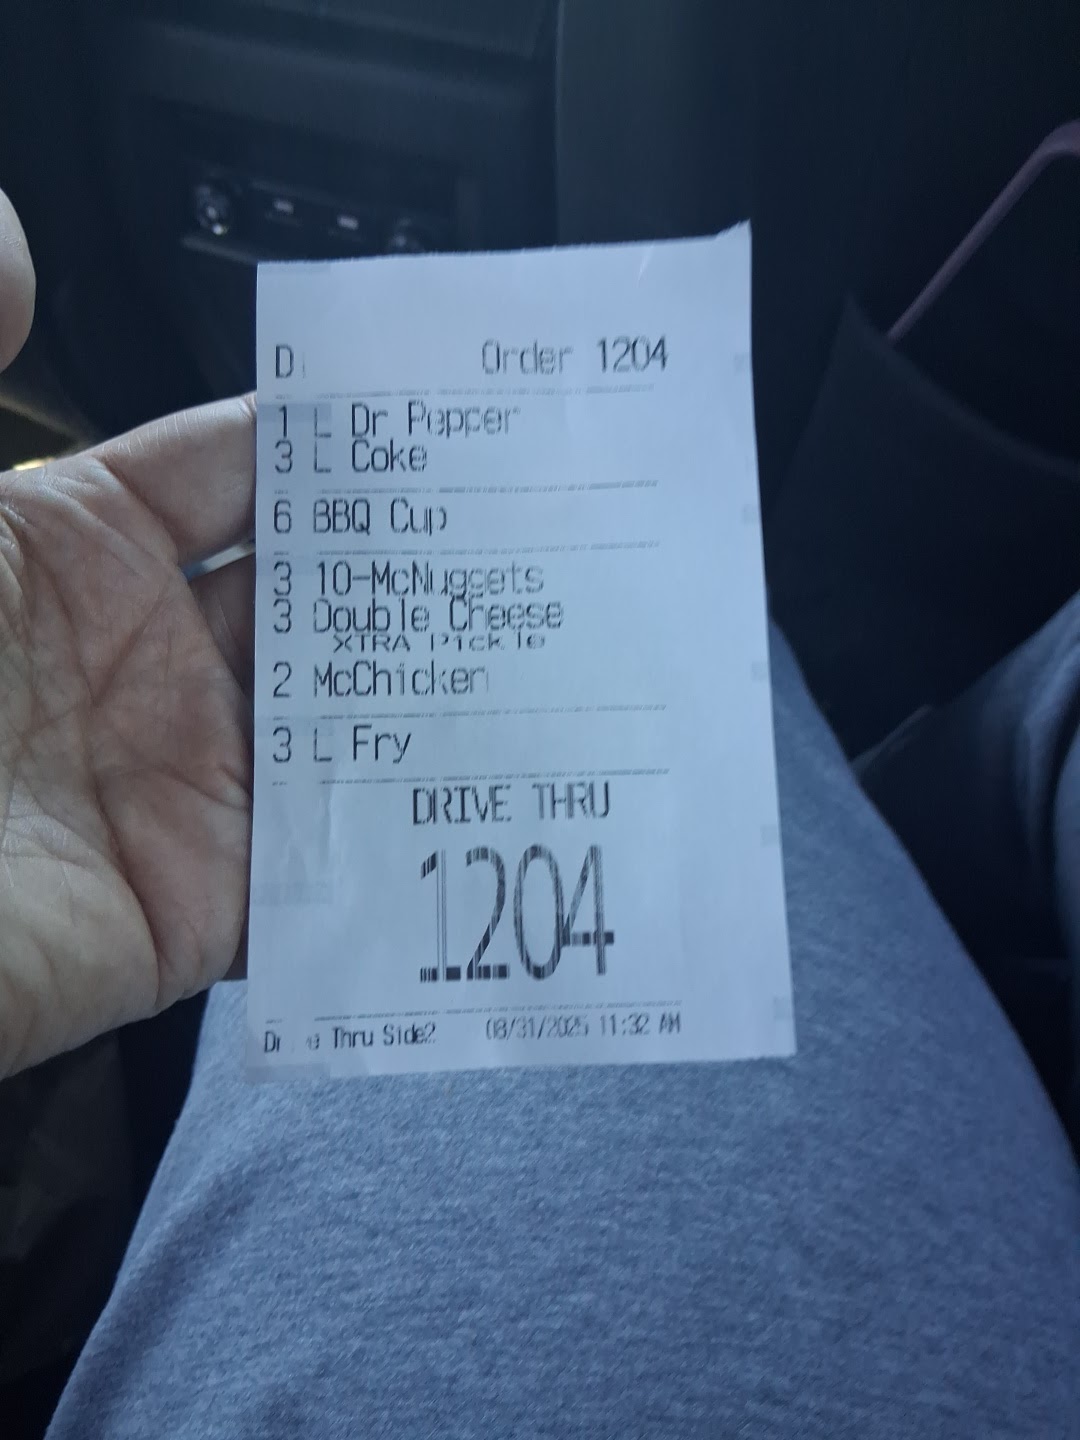 D Order 1204
1 L Dr Pepper
3 L Coke
6 BBQ Cup
3 10-McNuggets
3 Double Cheese
XTRA Pickle
2 McChicken
3 L Fry
DRIVE THRU
1204
Thru Side2 08/31/2025 11:32 AM